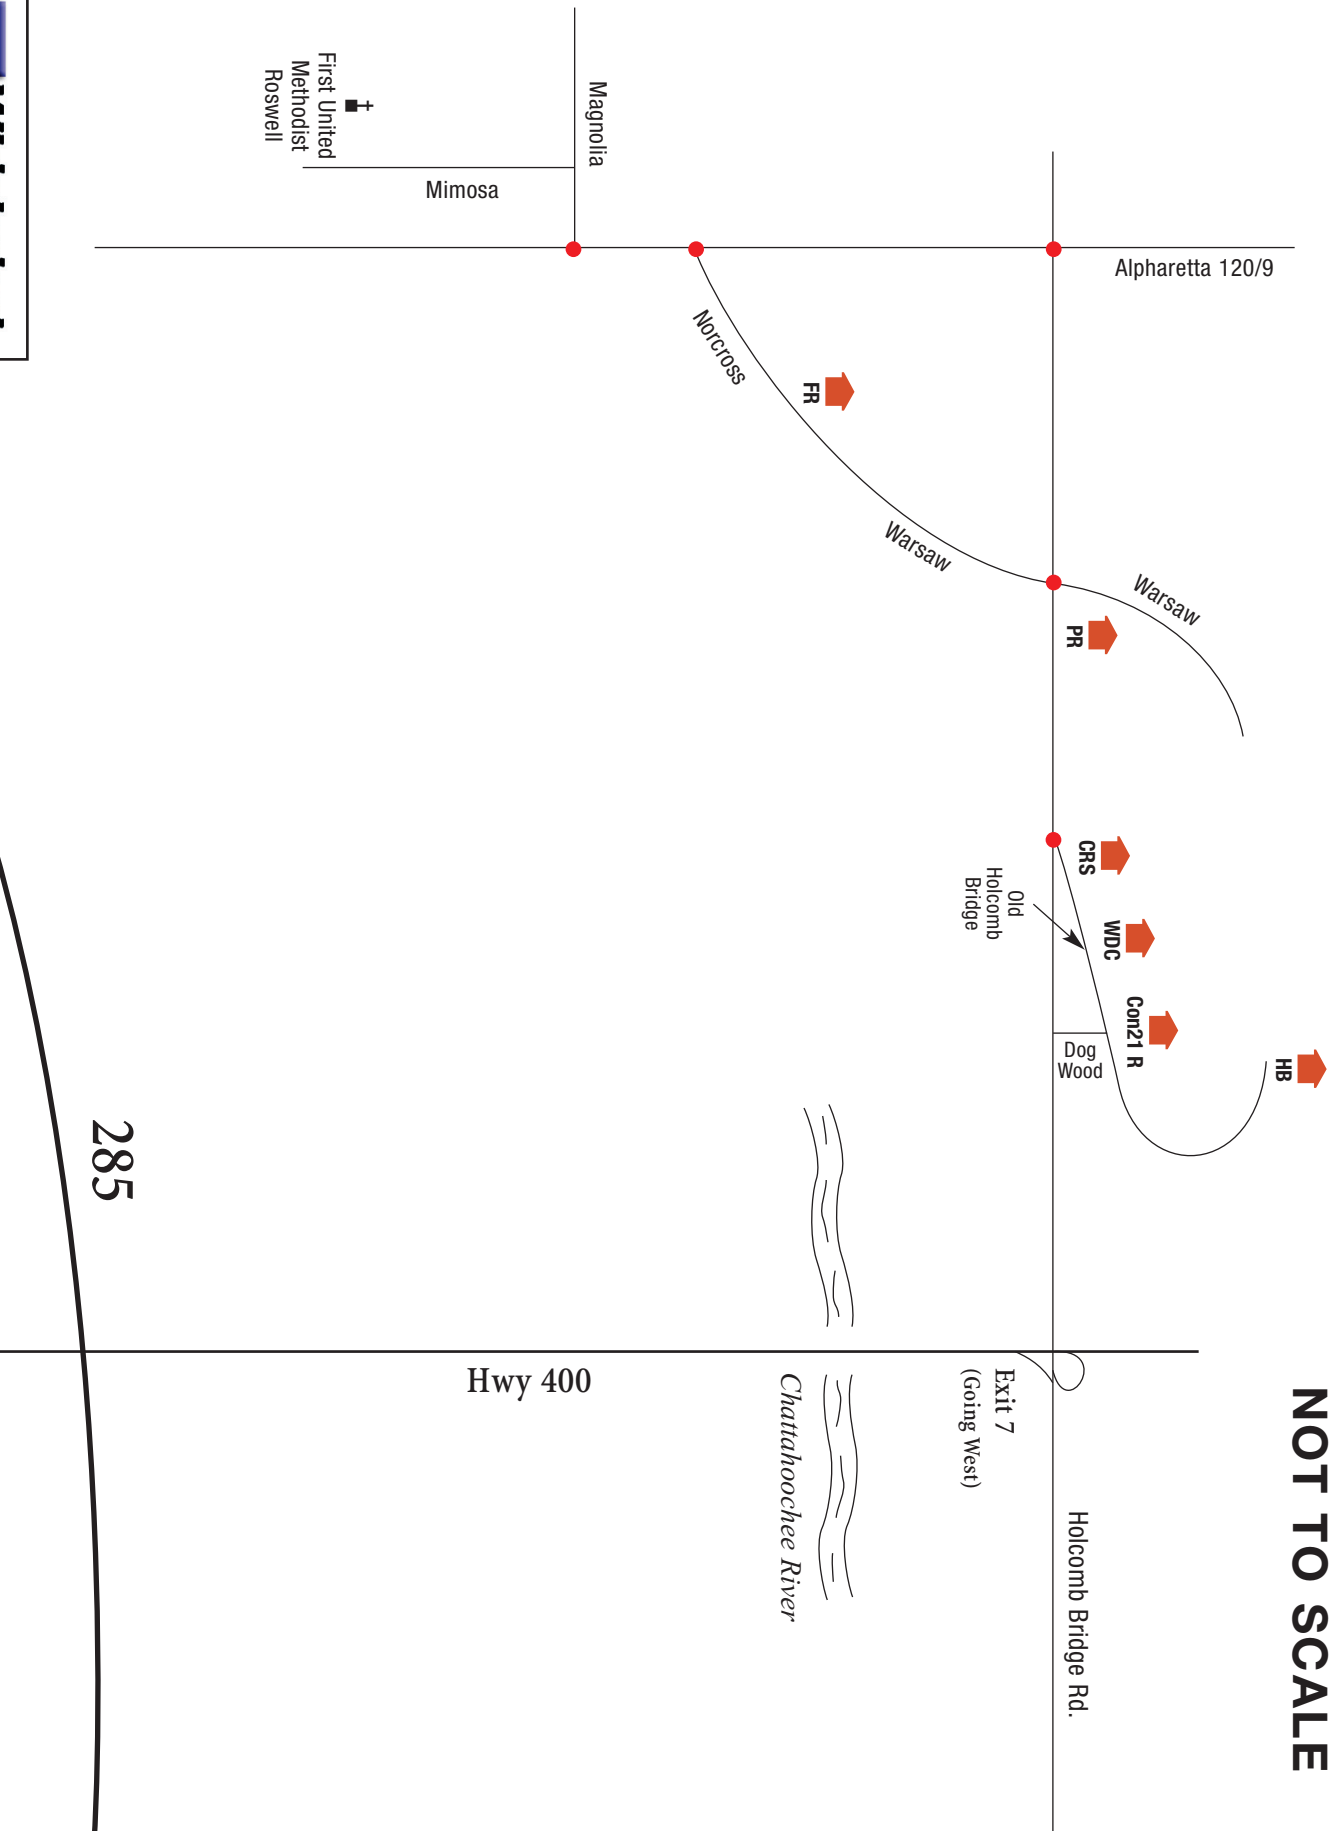 NOT TO SCALE
HB
Con21 R
WDC
CRS
PR
FR
Alpharetta 120/9
Warsaw
Warsaw
Norcross
Dog
Wood
Old
Holcomb
Bridge
Holcomb Bridge Rd.
Exit 7
(Going West)
Chattahoochee River
Magnolia
Mimosa
First United
Methodist
Roswell
Hwy 400
285